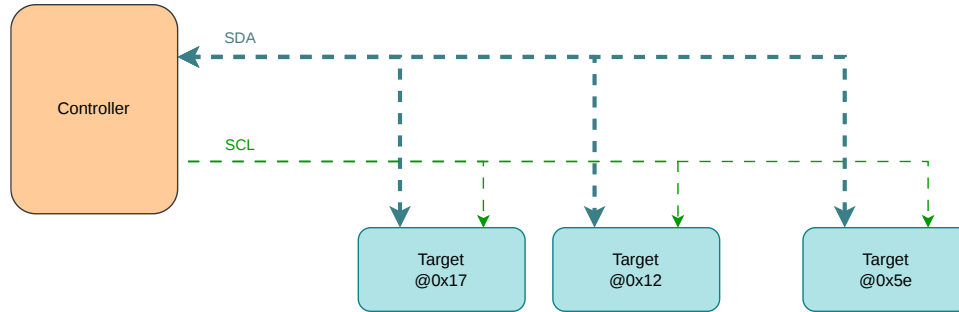 SDA
Controller
SCL
Target
@0x17
Target
@0x12
Target
@0x5e